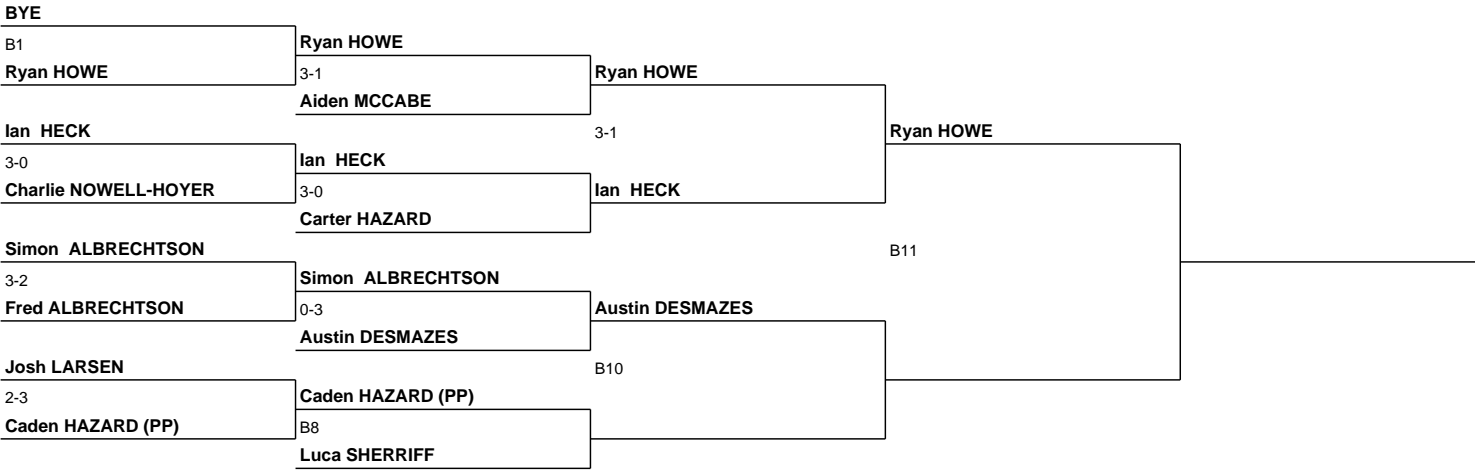 BYE
B1
Ryan HOWE
Ryan HOWE
3-1
Ryan HOWE
Aiden MCCABE
Ian  HECK
3-1
Ryan HOWE
3-0
Ian  HECK
Charlie NOWELL-HOYER
3-0
Ian  HECK
Carter HAZARD
Simon  ALBRECHTSON
B11
3-2
Simon  ALBRECHTSON
Fred ALBRECHTSON
0-3
Austin DESMAZES
Austin DESMAZES
Josh LARSEN
B10
2-3
Caden HAZARD (PP)
Caden HAZARD (PP)
B8
Luca SHERRIFF